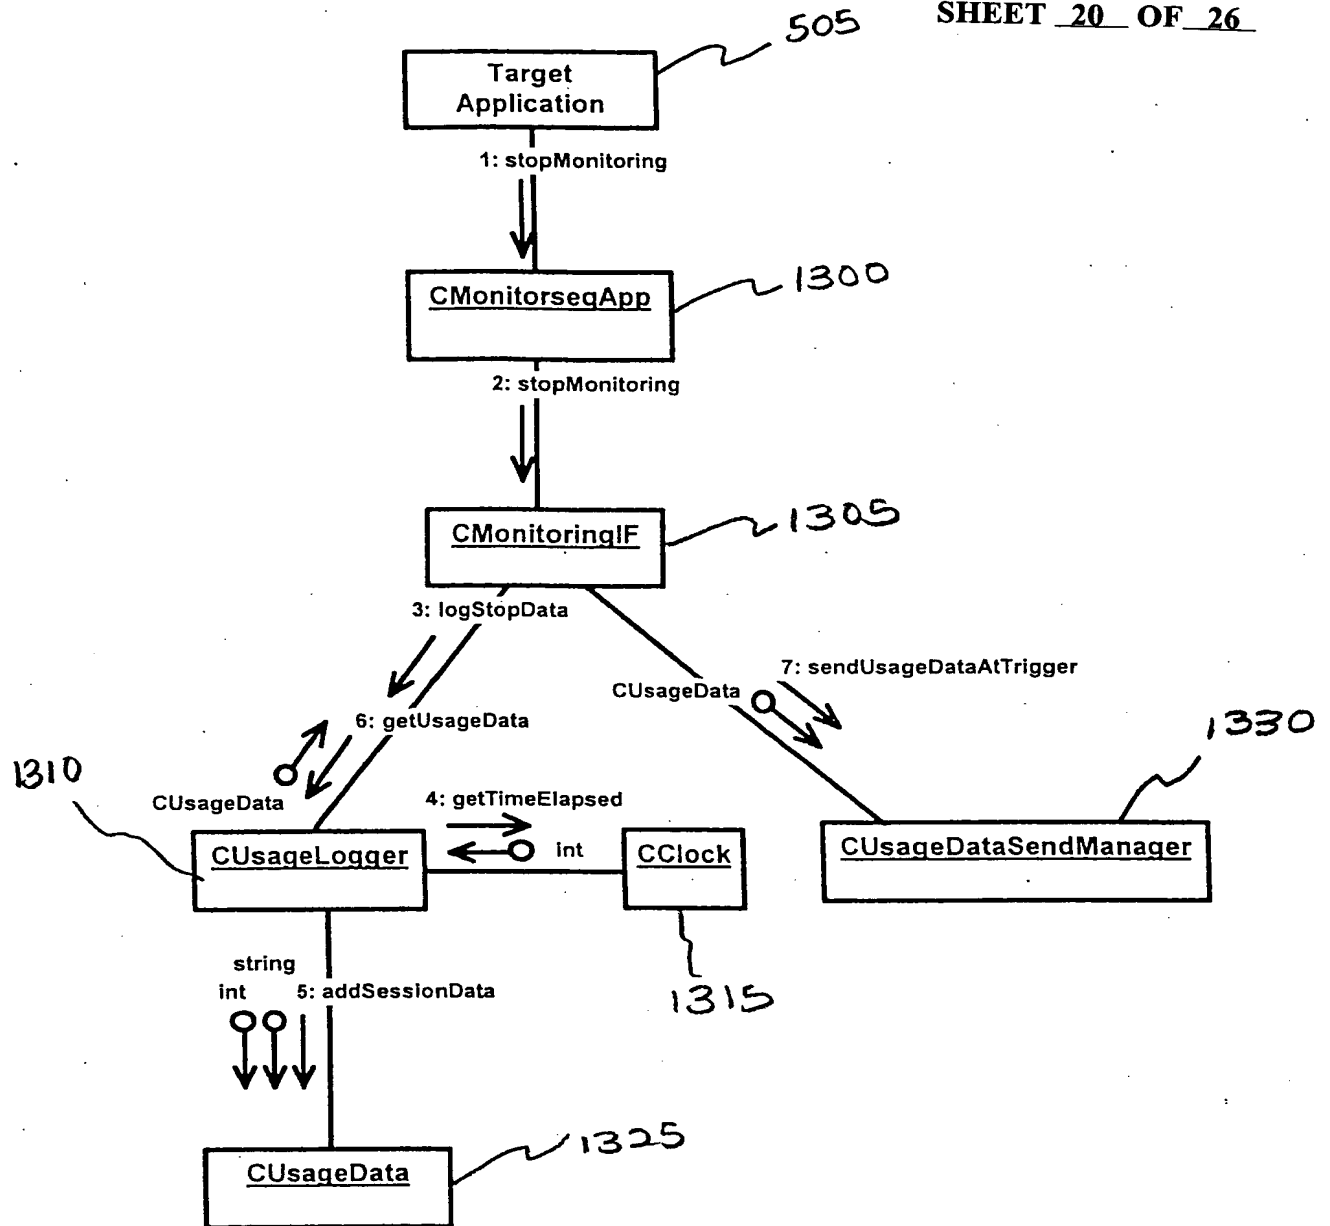 SHEET 20 OF 26
505
Target
Application
1: stopMonitoring
1300
CMonitorseqApp
2: stopMonitoring
1305
CMonitoringIF
3: logStopData
7: sendUsageDataAtTrigger
CUsageData
6: getUsageData
1330
1310
CUsageData
4: getTimeElapsed
int
CUsageLogger
CClock
CUsageDataSendManager
string
int
5: addSessionData
1315
1325
CUsageData